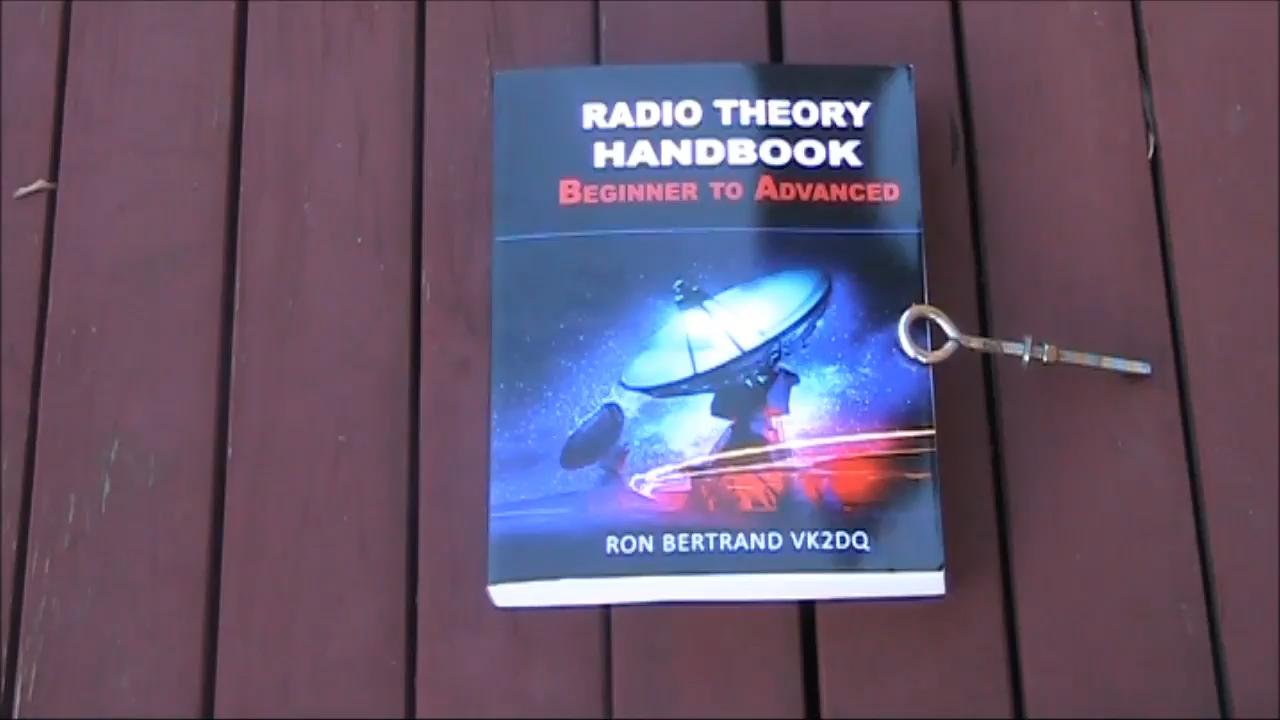 RADIO THEORY
HANDBOOK
BEGINNER TO ADVANCED
RON BERTRAND VK2DQ